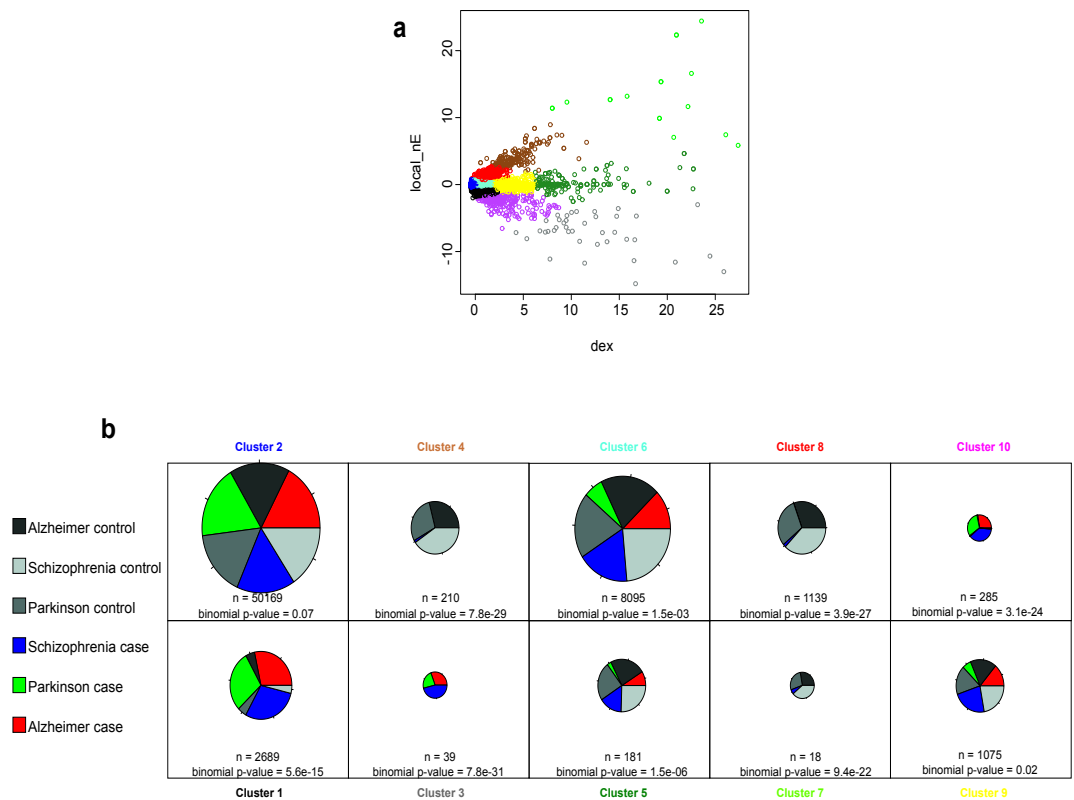 a
20
10
0
- 10
local_nE
0
5
10
15
20
25
dex
b
Cluster 2
Cluster 4
Cluster 6
Cluster 8
Cluster 10
Alzheimer control
Schizophrenia control
Parkinson control
Schizophrenia case
Parkinson case
Alzheimer case
n = 50169
binomial p-value = 0.07
n = 210
binomial p-value = 7.8e-29
n = 8095
binomial p-value = 1.5e-03
n = 1139
binomial p-value = 3.9e-27
n = 285
binomial p-value = 3.1e-24
n = 2689
binomial p-value = 5.6e-15
n = 39
binomial p-value = 7.8e-31
n = 181
binomial p-value = 1.5e-06
n = 18
binomial p-value = 9.4e-22
n = 1075
binomial p-value = 0.02
Cluster 1
Cluster 3
Cluster 5
Cluster 7
Cluster 9